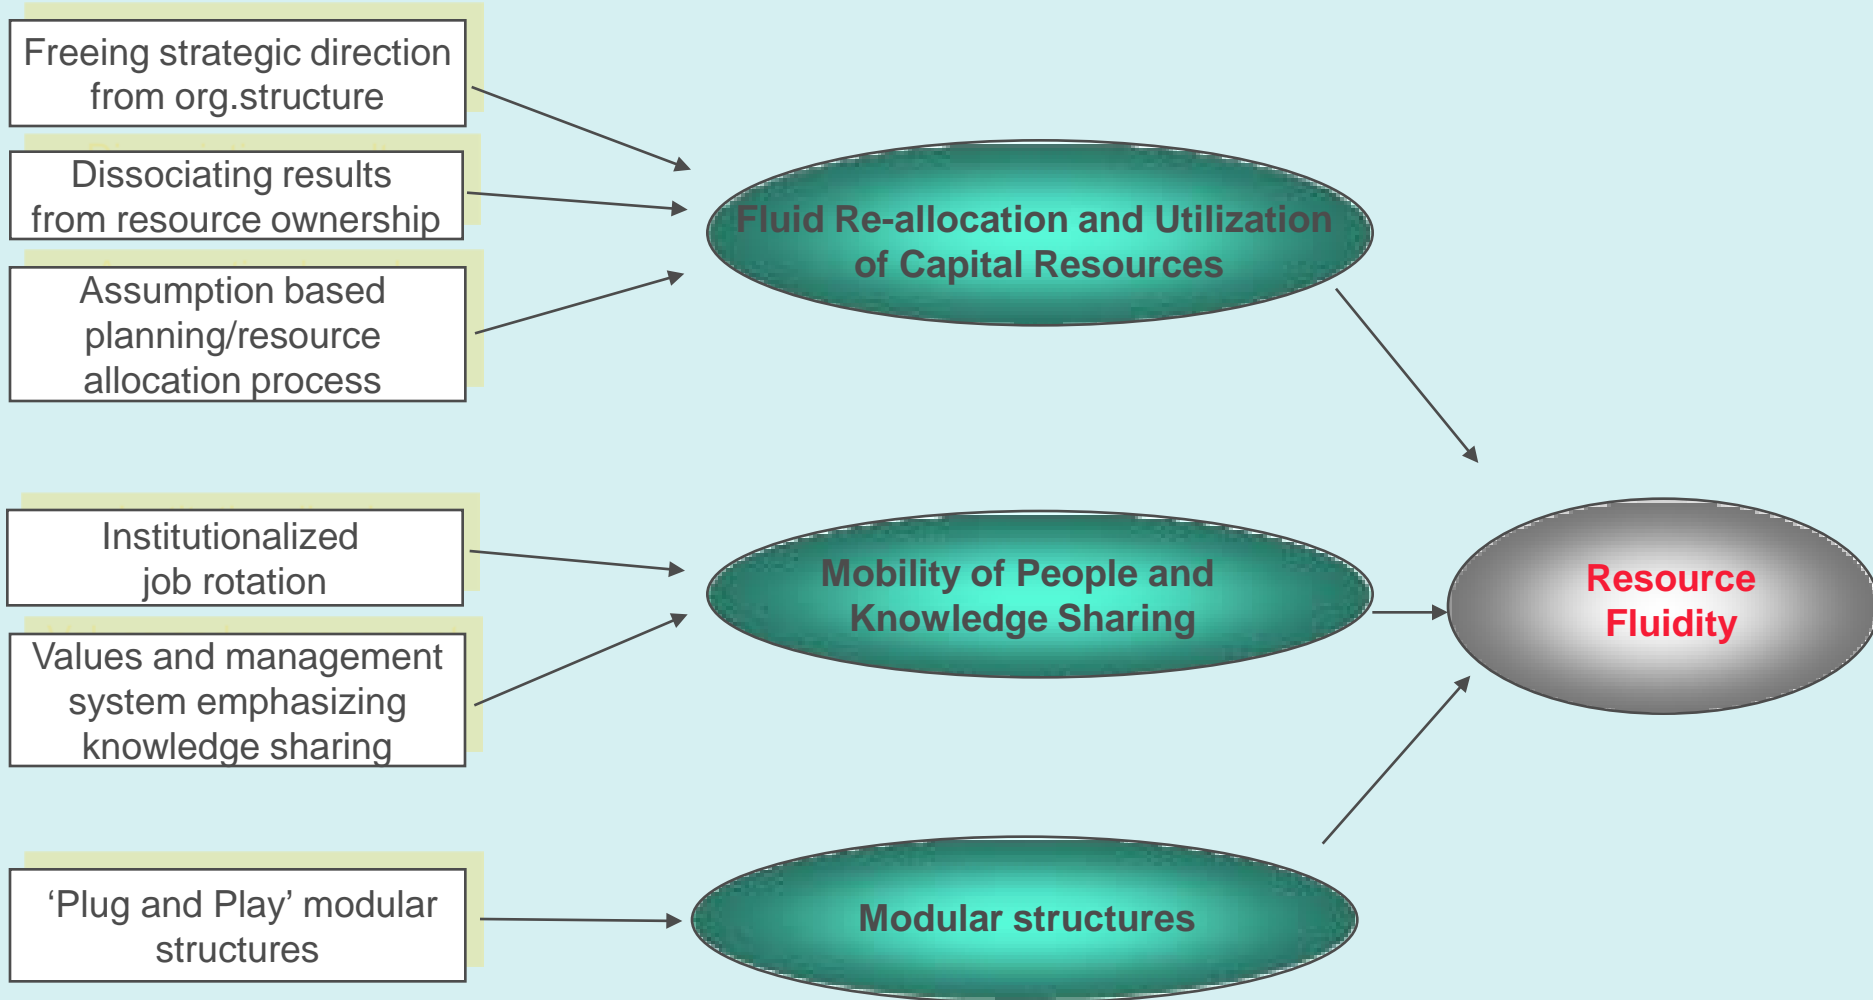 Freeing strategic direction
from org.structure
Dissociating results
from resource ownership
Assumption based
planning/resource
allocation process
Fluid Re-allocation and Utilization
of Capital Resources
Institutionalized
job rotation
Values and management
system emphasizing
knowledge sharing
Mobility of People and
Knowledge Sharing
Resource
Fluidity
‘Plug and Play’ modular
structures
Modular structures